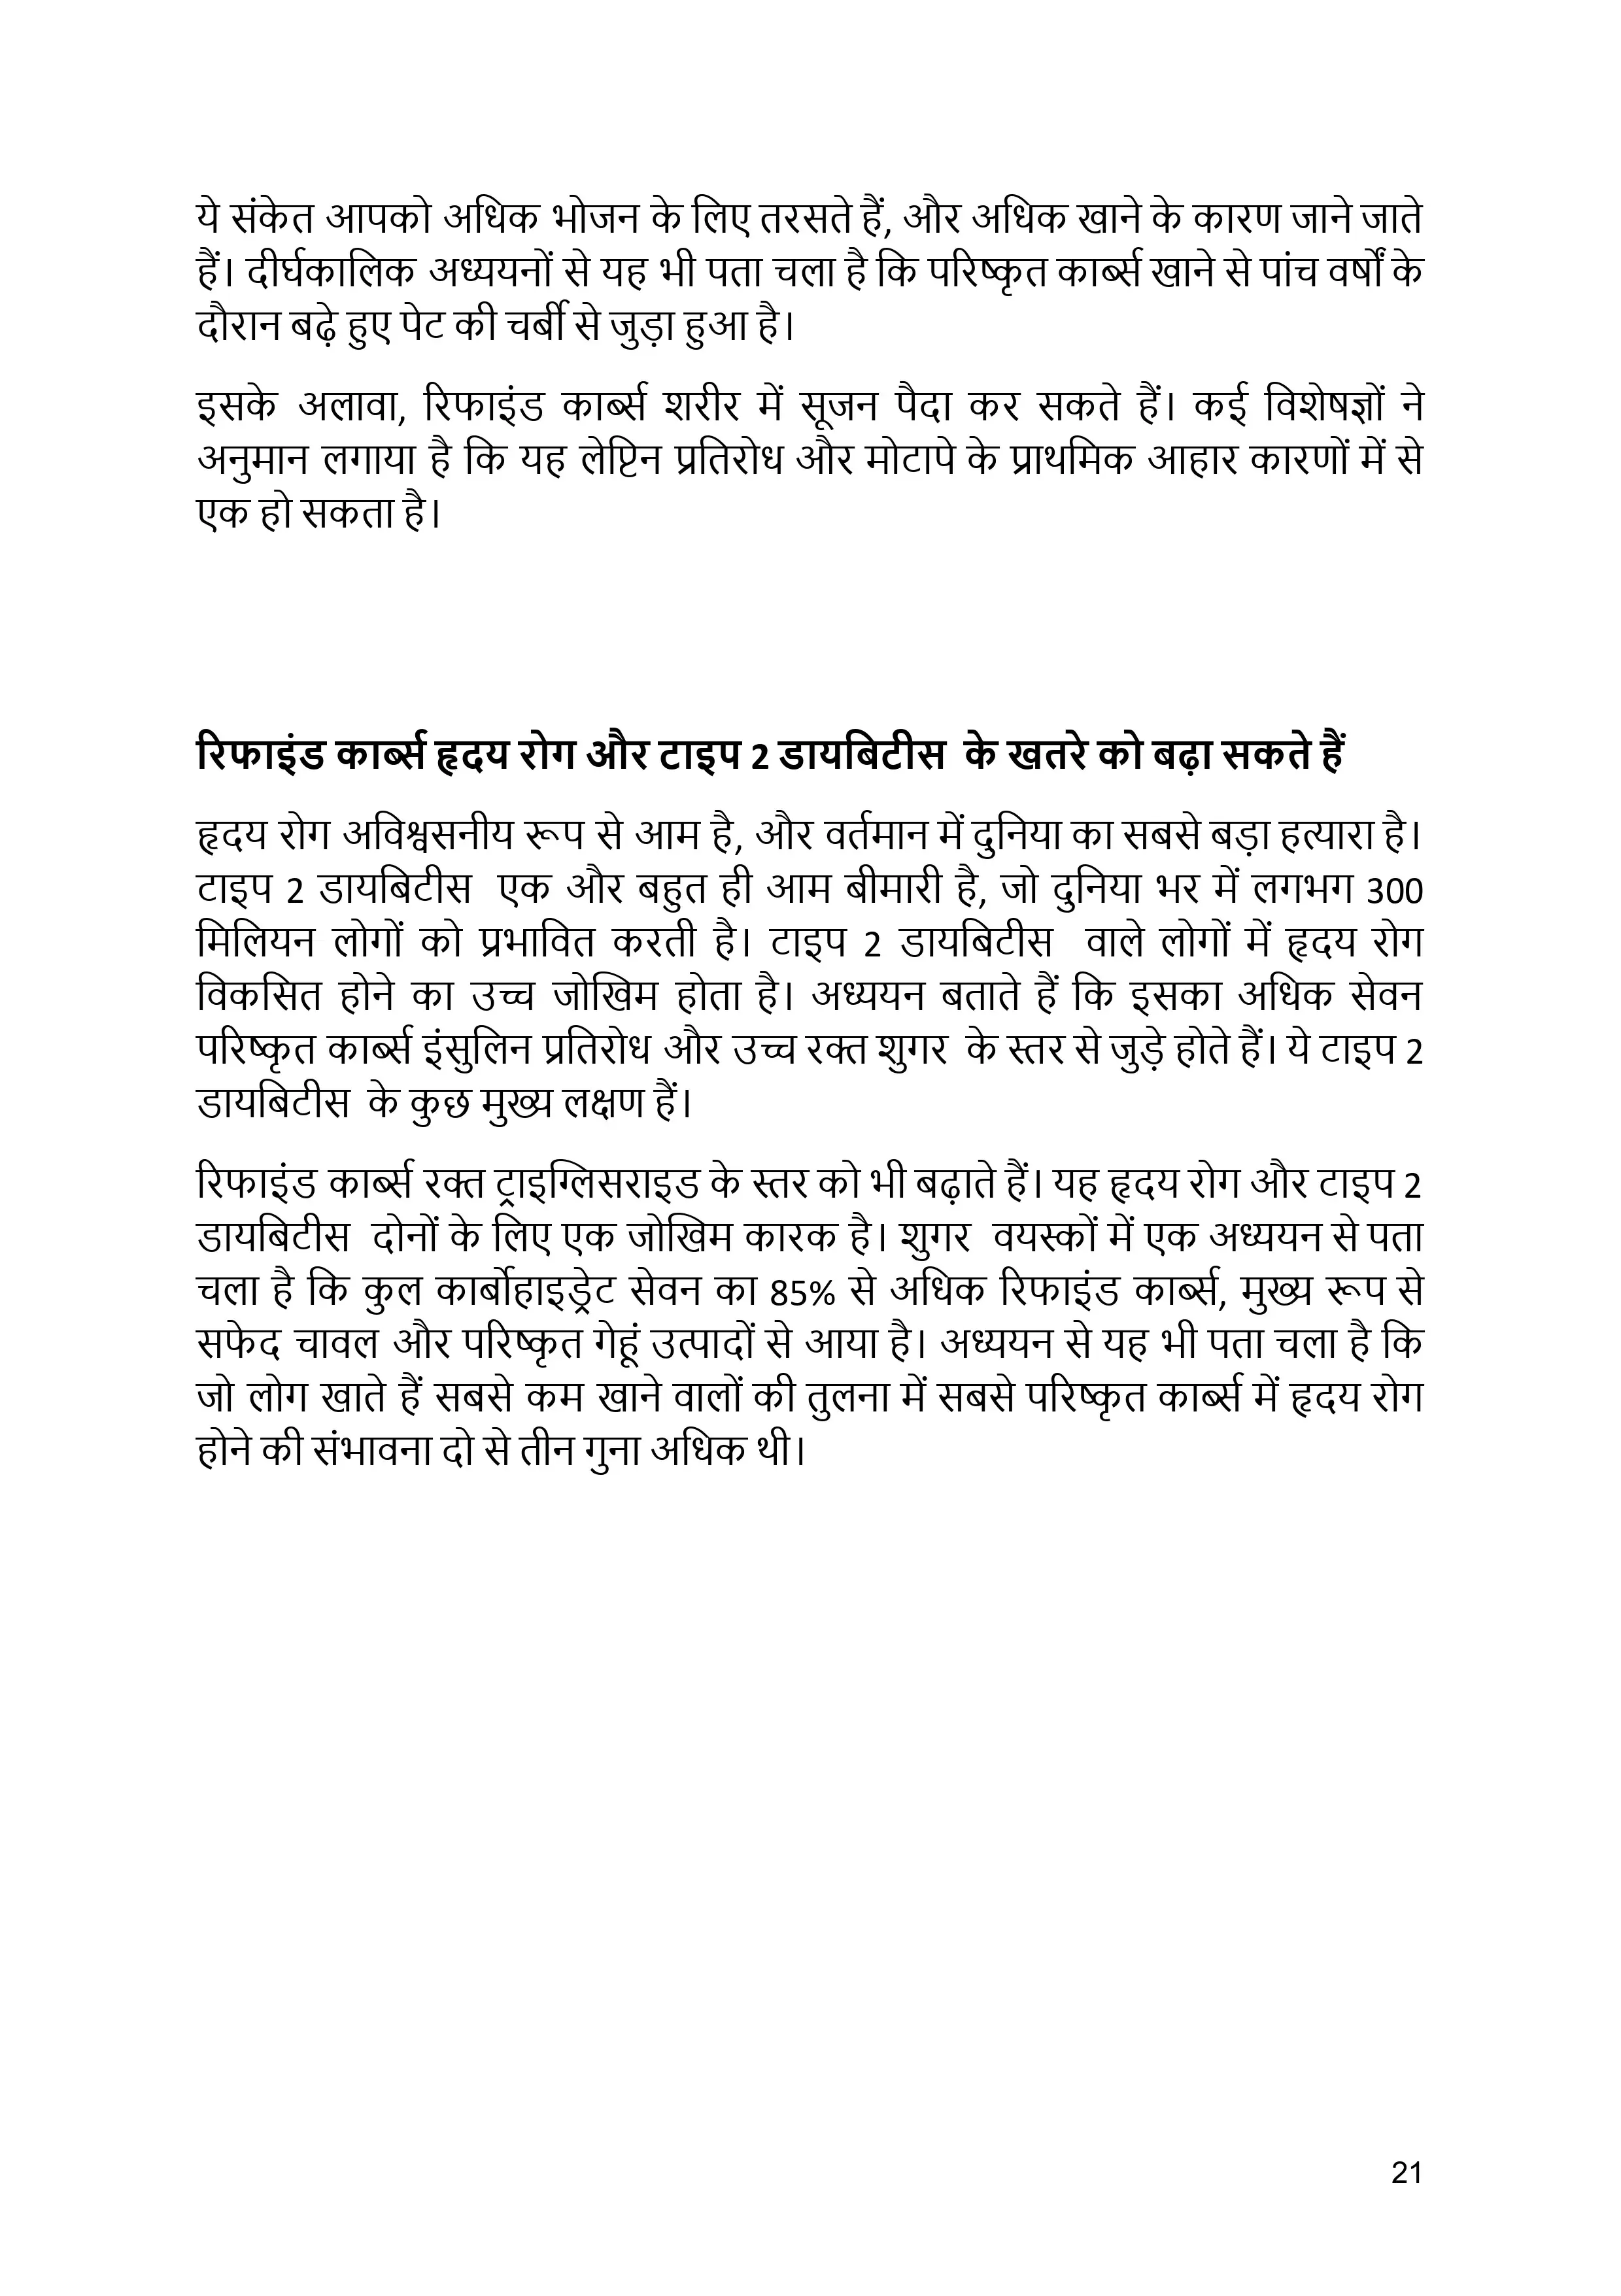 ये संकेत आपको अधिक भोजन के लिए तरसते हैं, और अधिक खाने के कारण जाने जाते
हैं। दीर्घकालिक अध्ययनों से यह भी पता चला है कि परिष्कृत कार्ब्स खाने से पांच वर्षों के
दौरान बढ़े हुए पेट की चर्बी से जुड़ा हुआ है।
इसके अलावा, रिफाइंड कार्ब्स शरीर में सूजन पैदा कर सकते हैं। कई विशेषज्ञों ने
अनुमान लगाया है कि यह लेप्टिन प्रतिरोध और मोटापे के प्राथमिक आहार कारणों में से
एक हो सकता है।
रिफाइंड कार्ब्स हृदय रोग और टाइप 2 डायबिटीस के खतरे को बढ़ा सकते हैं
हृदय रोग अविश्वसनीय रूप से आम है, और वर्तमान में दुनिया का सबसे बड़ा हत्यारा है।
टाइप 2 डायबिटीस एक और बहुत ही आम बीमारी है, जो दुनिया भर में लगभग 300
मिलियन लोगों को प्रभावित करती है। टाइप 2 डायबिटीस वाले लोगों में हृदय रोग
विकसित होने का उच्च जोखिम होता है। अध्ययन बताते हैं कि इसका अधिक सेवन
परिष्कृत कार्ब्स इंसुलिन प्रतिरोध और उच्च रक्त शुगर के स्तर से जुड़े होते हैं। ये टाइप 2
डायबिटीस के कुछ मुख्य लक्षण हैं।
रिफाइंड कार्ब्स रक्त ट्राइग्लिसराइड के स्तर को भी बढ़ाते हैं। यह हृदय रोग और टाइप 2
डायबिटीस दोनों के लिए एक जोखिम कारक है। शुगर वयस्कों में एक अध्ययन से पता
चला है कि कुल कार्बोहाइड्रेट सेवन का 85% से अधिक रिफाइंड कार्ब्स, मुख्य रूप से
सफेद चावल और परिष्कृत गेहूं उत्पादों से आया है। अध्ययन से यह भी पता चला है कि
जो लोग खाते हैं सबसे कम खाने वालों की तुलना में सबसे परिष्कृत कार्ब्स में हृदय रोग
होने की संभावना दो से तीन गुना अधिक थी।
21